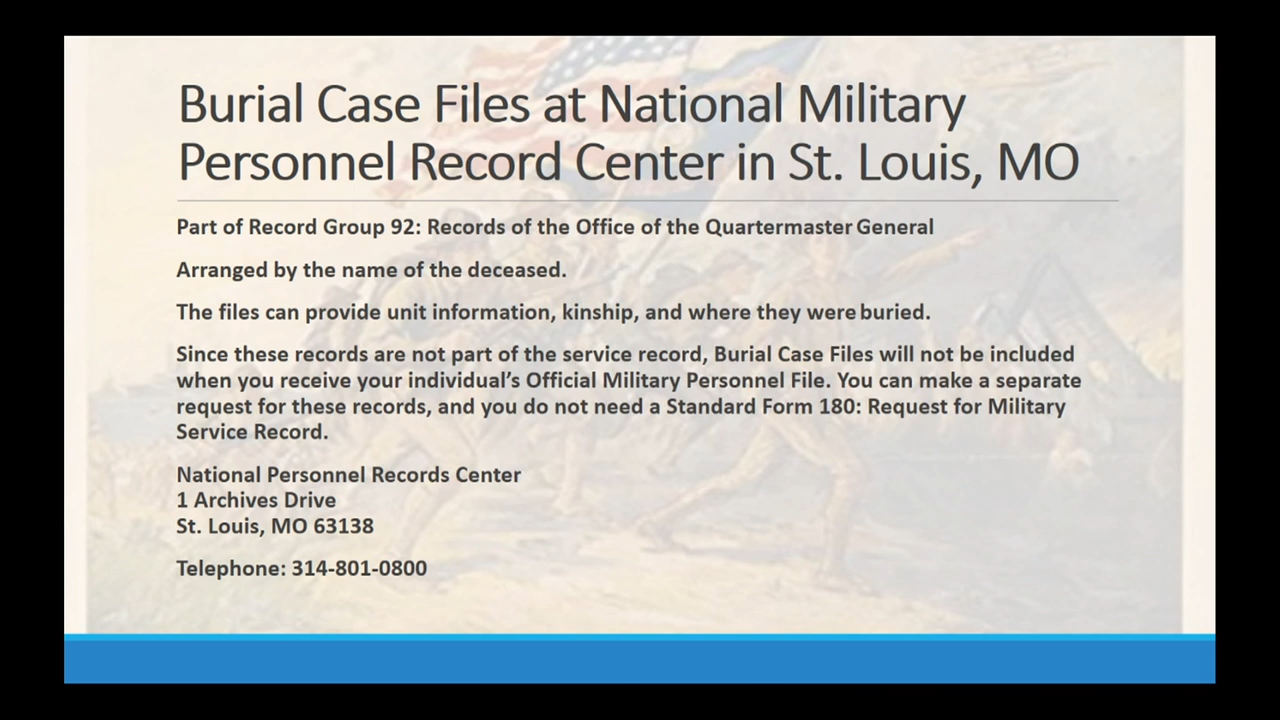 Burial Case Files at National Military
Personnel Record Center in St. Louis, MO
Part of Record Group 92: Records of the Office of the Quartermaster General
Arranged by the name of the deceased.
The files can provide unit information, kinship, and where they were buried.
Since these records are not part of the service record, Burial Case Files will not be included
when you receive your individual’s Official Military Personnel File. You can make a separate
request for these records, and you do not need a Standard Form 180: Request for Military
Service Record.
National Personnel Records Center
1 Archives Drive
St. Louis, MO 63138
Telephone: 314-801-0800